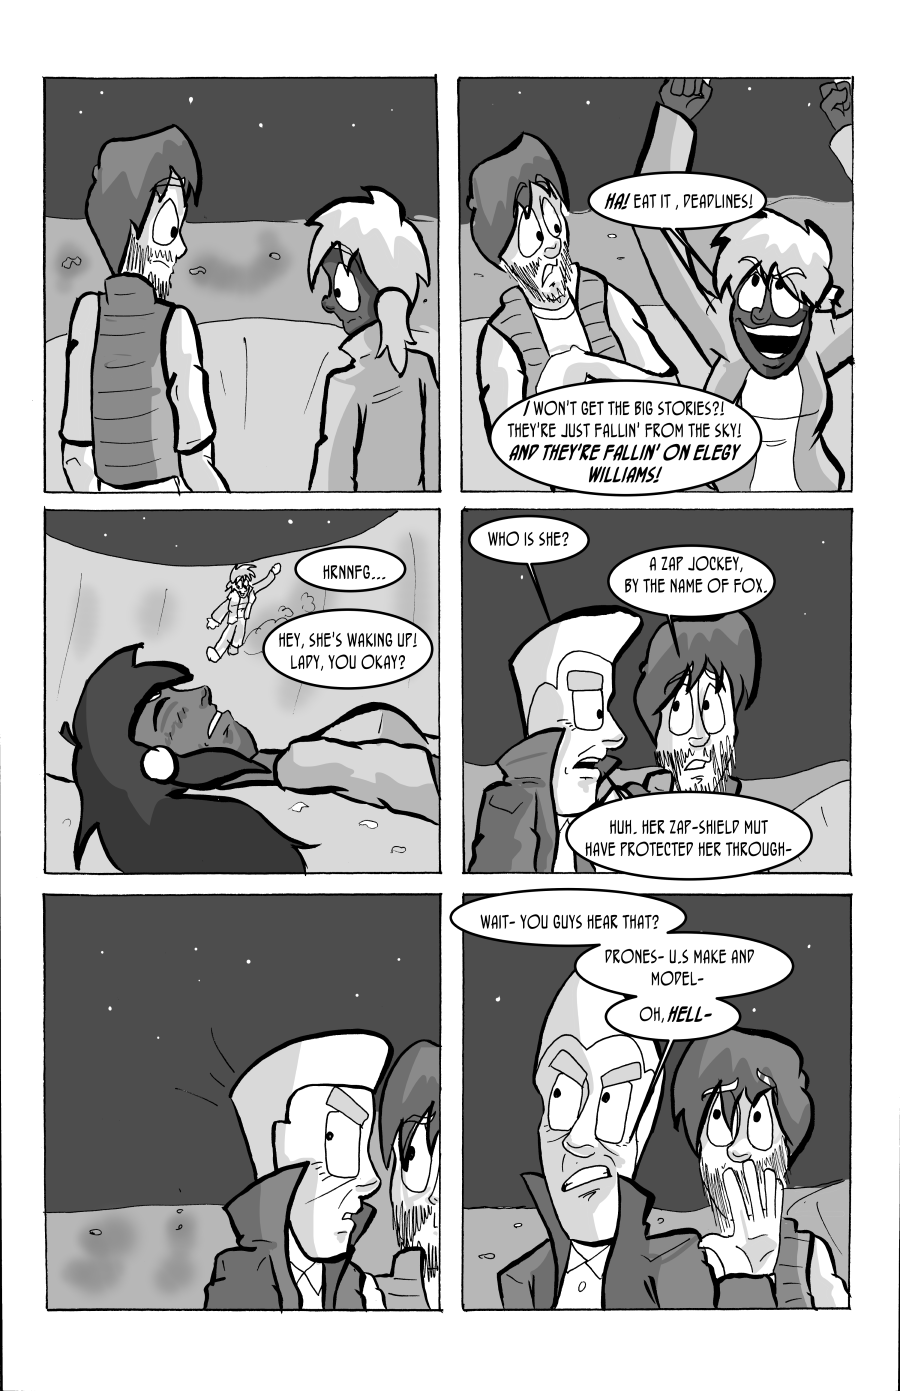 HA! EAT IT , DEADLINES!
I WON'T GET THE BIG STORIES?!
THEY'RE JUST FALLIN' FROM THE SKY!
AND THEY'RE FALLIN' ON ELEGY
WILLIAMS!
HRNNFG...
HEY, SHE'S WAKING UP!
LADY, YOU OKAY?
WHO IS SHE?
A ZAP JOCKEY,
BY THE NAME OF FOX.
HUH. HER ZAP-SHIELD MUT
HAVE PROTECTED HER THROUGH-
WAIT- YOU GUYS HEAR THAT?
DRONES- U.S MAKE AND
MODEL-
OH, HELL-